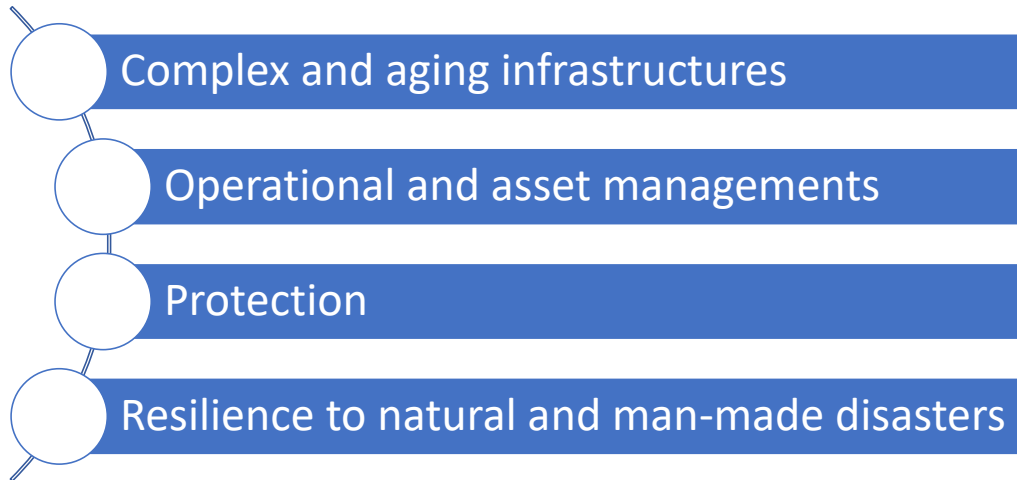 Complex and aging infrastructures
Operational and asset managements
Protection
Resilience to natural and man-made disasters